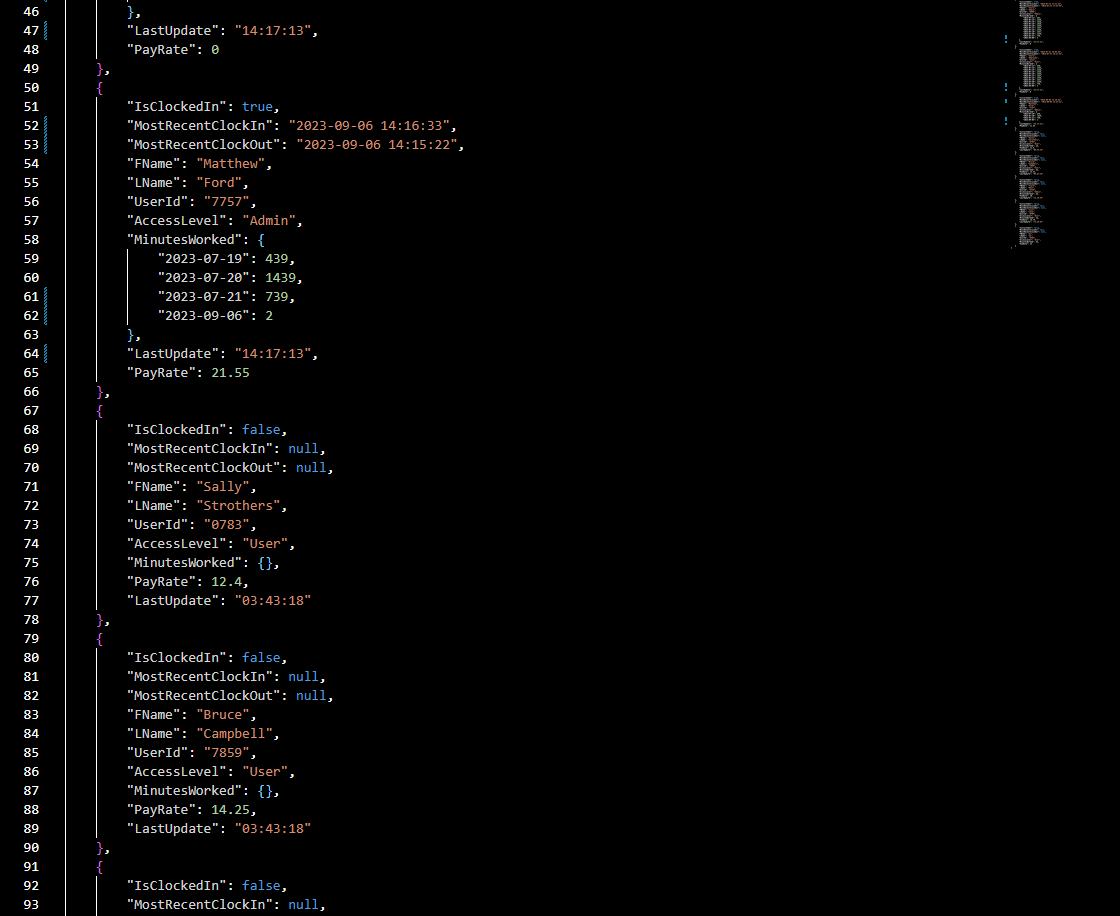 46 },
47 "LastUpdate": "14:17:13",
48 "PayRate": 0
49 },
50 {
51 "IsClockedIn": true,
52 "MostRecentClockIn": "2023-09-06 14:16:33",
53 "MostRecentClockOut": "2023-09-06 14:15:22",
54 "FName": "Matthew",
55 "LName": "Ford",
56 "UserId": "7757",
57 "AccessLevel": "Admin",
58 "MinutesWorked": {
59 "2023-07-19": 439,
60 "2023-07-20": 1439,
61 "2023-07-21": 739,
62 "2023-09-06": 2
63 },
64 "LastUpdate": "14:17:13",
65 "PayRate": 21.55
66 },
67 {
68 "IsClockedIn": false,
69 "MostRecentClockIn": null,
70 "MostRecentClockOut": null,
71 "FName": "Sally",
72 "LName": "Strothers",
73 "UserId": "0783",
74 "AccessLevel": "User",
75 "MinutesWorked": {},
76 "PayRate": 12.4,
77 "LastUpdate": "03:43:18"
78 },
79 {
80 "IsClockedIn": false,
81 "MostRecentClockIn": null,
82 "MostRecentClockOut": null,
83 "FName": "Bruce",
84 "LName": "Campbell",
85 "UserId": "7859",
86 "AccessLevel": "User",
87 "MinutesWorked": {},
88 "PayRate": 14.25,
89 "LastUpdate": "03:43:18"
90 },
91 {
92 "IsClockedIn": false,
93 "MostRecentClockIn": null,